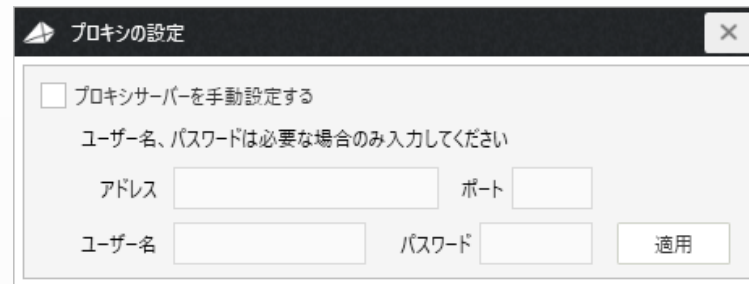 プロキシの設定
プロキシサーバーを手動設定する
ユーザー名、パスワードは必要な場合のみ入力してください
アドレス ポート
ユーザー名 パスワード 適用